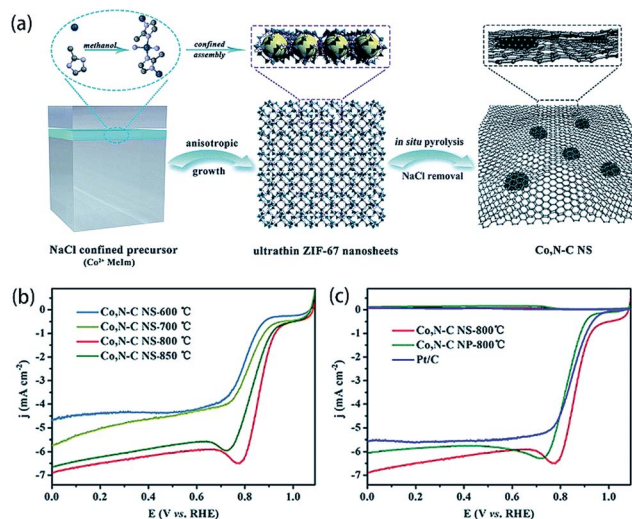 (a)
methanol
confined
assembly
anisotropic
growth
in situ pyrolysis
NaCl removal
NaCl confined precursor
(Co²⁺ MeIm)
ultrathin ZIF-67 nanosheets
Co,N-C NS
(b)
Co,N-C NS-600 ℃
Co,N-C NS-700 ℃
Co,N-C NS-800 ℃
Co,N-C NS-850 ℃
j (mA cm⁻²)
0
-1
-2
-3
-4
-5
-6
-7
0.0 0.2 0.4 0.6 0.8 1.0
E (V vs. RHE)
(c)
Co,N-C NS-800℃
Co,N-C NP-800℃
Pt/C
j (mA cm⁻²)
0
-1
-2
-3
-4
-5
-6
-7
0.0 0.2 0.4 0.6 0.8 1.0
E (V vs. RHE)